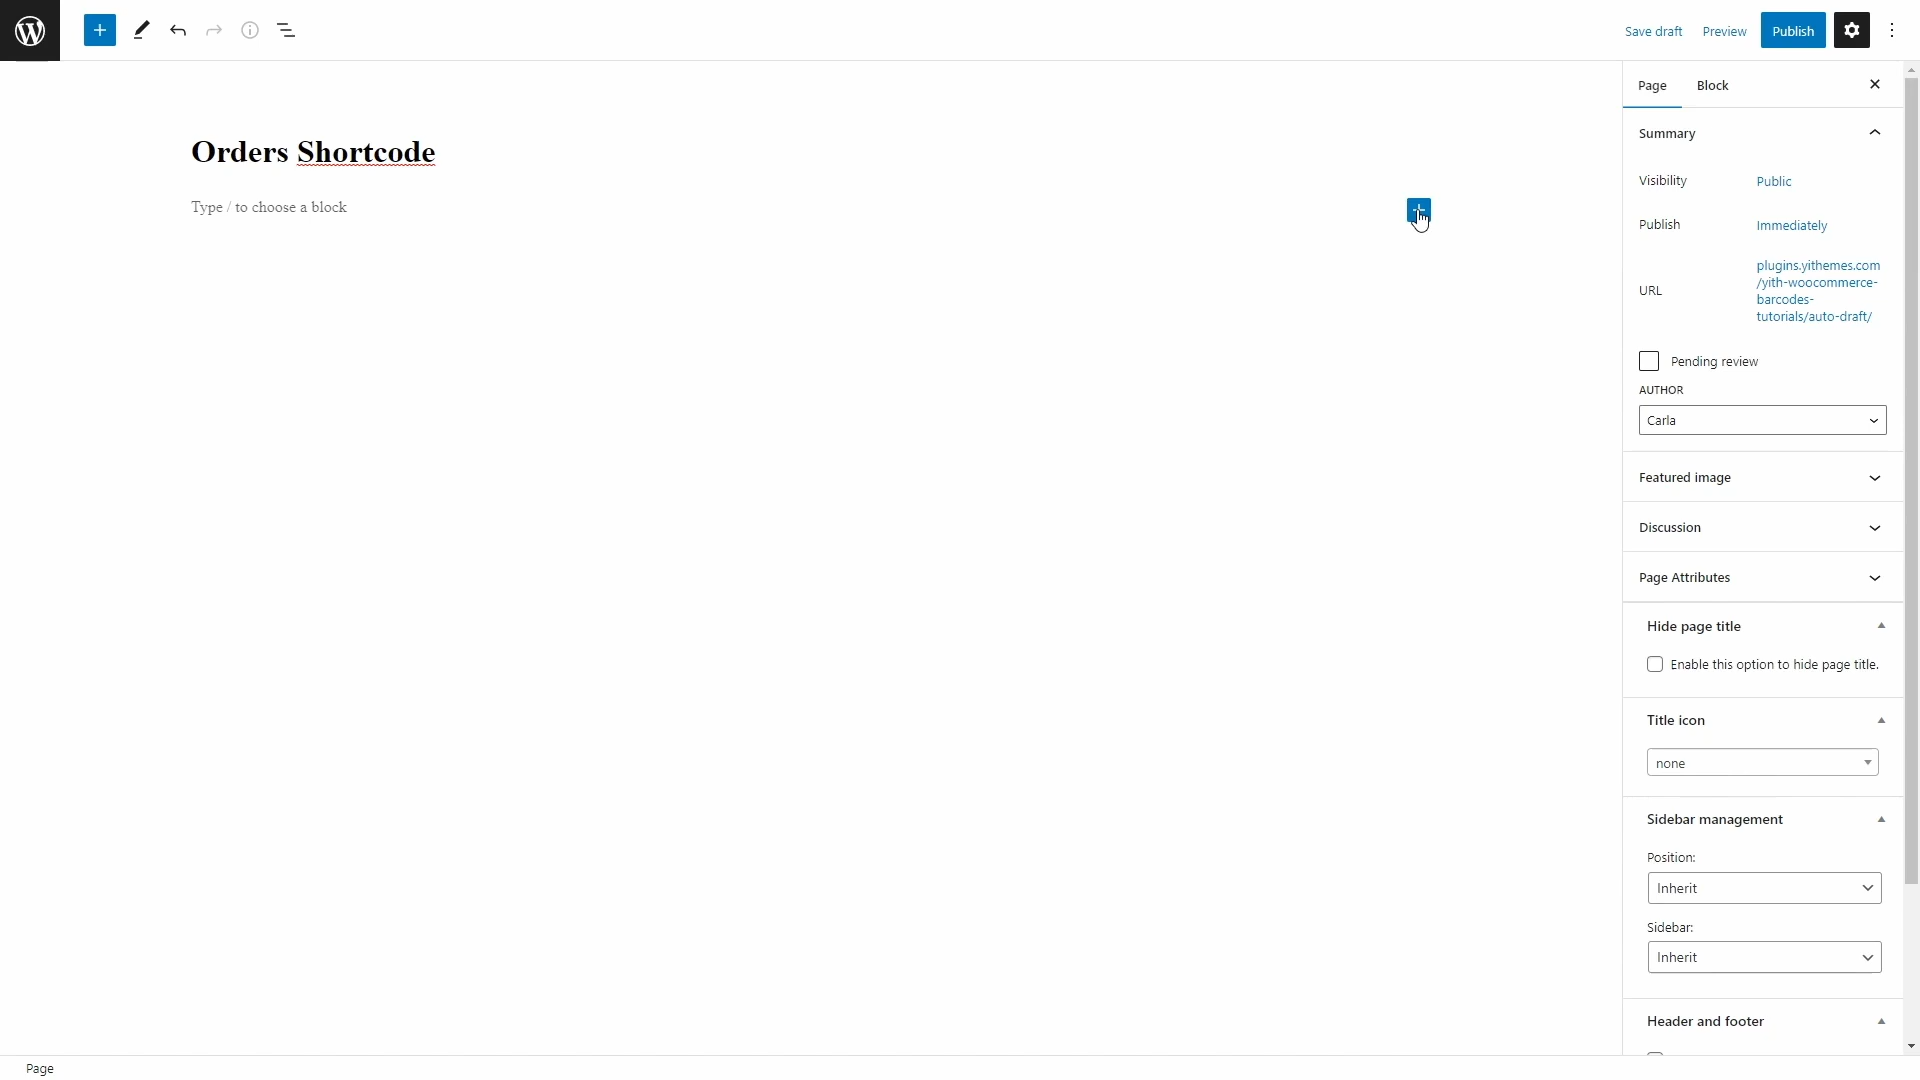 Save draft
Preview
Publish
Page
Block
Orders Shortcode
Type / to choose a block
Summary
Visibility
Public
Publish
Immediately
URL
plugins.yithemes.com
/yith-woocommerce-
barcodes-
tutorials/auto-draft/
Pending review
AUTHOR
Carla
Featured image
Discussion
Page Attributes
Hide page title
Enable this option to hide page title.
Title icon
none
Sidebar management
Position:
Inherit
Sidebar:
Inherit
Header and footer
Page